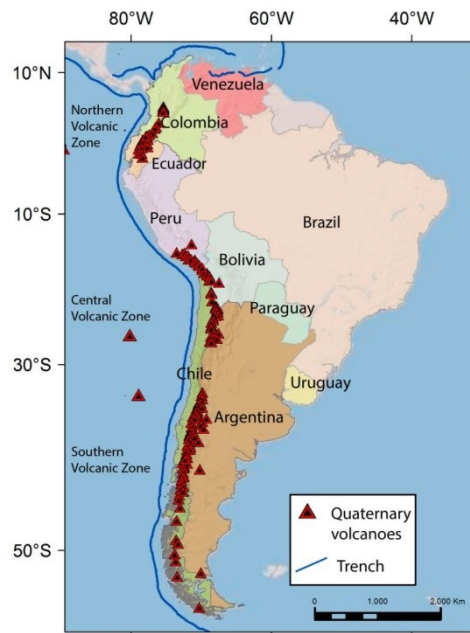 80°W
60°W
40°W
10°N
Venezuela
Northern
Volcanic
Zone
Colombia
Ecuador
Peru
10°S
Brazil
Bolivia
Central
Volcanic Zone
Paraguay
30°S
Chile
Uruguay
Argentina
Southern
Volcanic Zone
Quaternary
volcanoes
50°S
Trench
0 1.000 2.000 Km